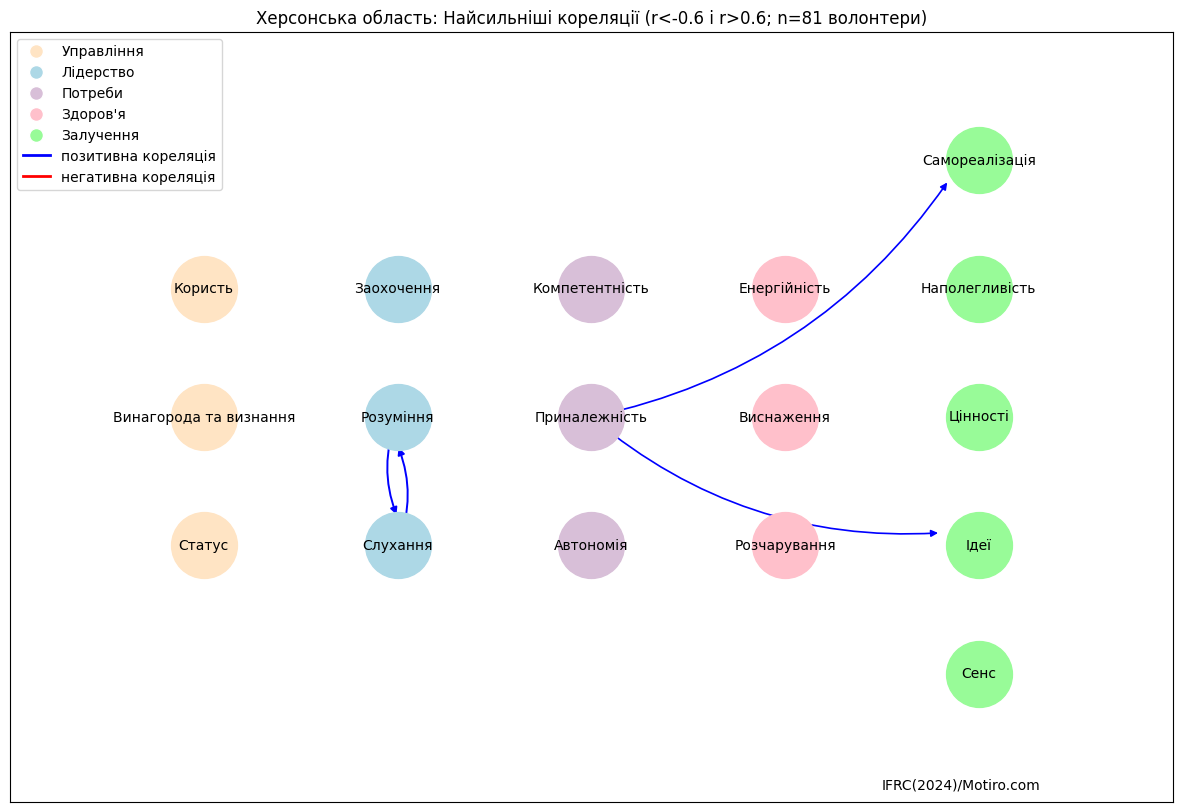 Херсонська область: Найсильніші кореляції (r<-0.6 і r>0.6; n=81 волонтери)
Управління
Лідерство
Потреби
Здоров'я
Залучення
позитивна кореляція
негативна кореляція
Самореалізація
Користь
Заохочення
Компетентність
Енергійність
Наполегливість
Винагорода та визнання
Розуміння
Приналежність
Виснаження
Цінності
Статус
Слухання
Автономія
Розчарування
Ідеї
Сенс
IFRC(2024)/Motiro.com